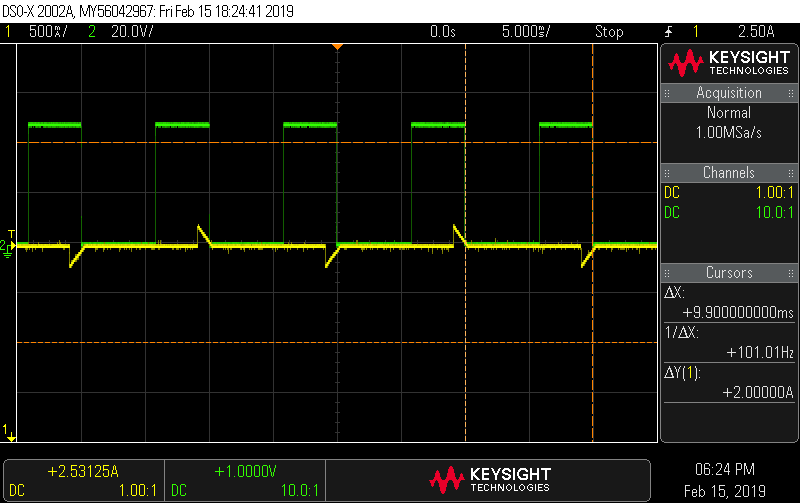 DSO-X 2002A, MY56042967: Fri Feb 15 18:24:41 2019
1 500%/ 2 20.0V/ 0.0s 5.000%/ Stop 1 2.50A
KEYSIGHT
TECHNOLOGIES
Acquisition
Normal
1.00MSa/s
Channels
DC 1.00:1
DC 10.0:1
Cursors
ΔX:
+9.900000000ms
1/ΔX:
+101.01Hz
ΔY(1):
+2.00000A
T
2
1
+2.53125A
DC 1.00:1
+1.0000V
DC 10.0:1
KEYSIGHT
TECHNOLOGIES
06:24 PM
Feb 15, 2019